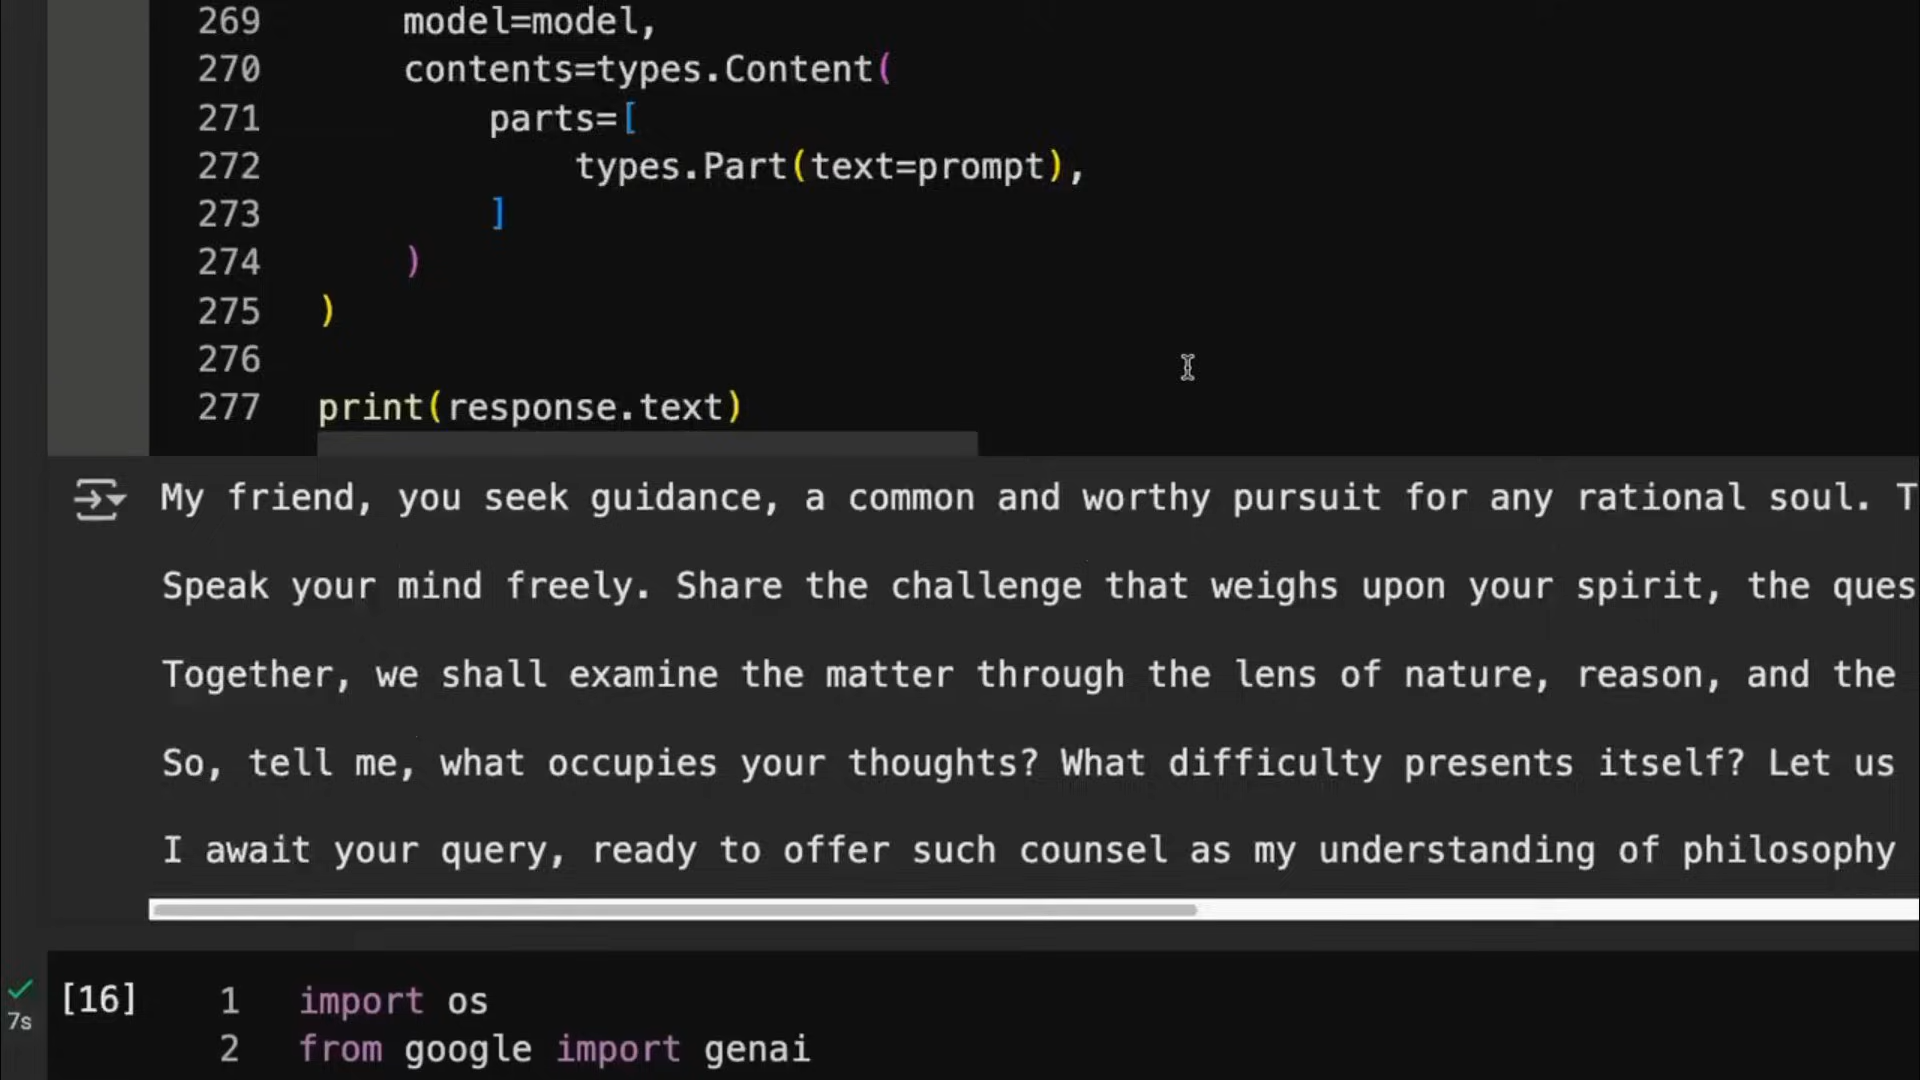 269 model=model,
270 contents=types.Content(
271 parts=[
272 types.Part(text=prompt),
273 ]
274 )
275 )
276
277 print(response.text)
My friend, you seek guidance, a common and worthy pursuit for any rational soul. T
Speak your mind freely. Share the challenge that weighs upon your spirit, the ques
Together, we shall examine the matter through the lens of nature, reason, and the
So, tell me, what occupies your thoughts? What difficulty presents itself? Let us
I await your query, ready to offer such counsel as my understanding of philosophy
[16] 1 import os
7s 2 from google import genai